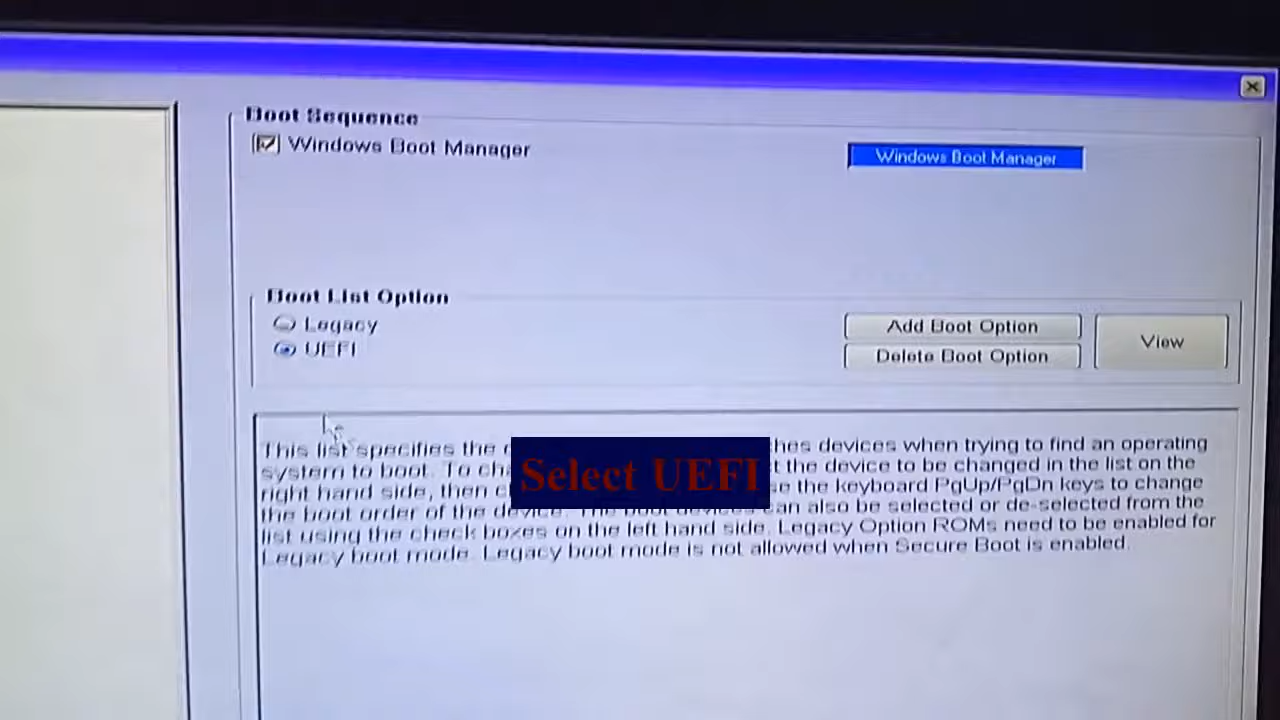 Boot Sequence
Windows Boot Manager
Windows Boot Manager
Boot List Option
Legacy
UEFI
Add Boot Option
Delete Boot Option
View
This list specifies the hes devices when trying to find an operating
system to boot. To t the device to be changed in the list on the
right hand side, then the keyboard PgUp/PgDn keys to change
the boot order of the device. The boot devices can also be selected or de-selected from the
list using the check boxes on the left hand side. Legacy Option ROMs need to be enabled for
Legacy boot mode. Legacy boot mode is not allowed when Secure Boot is enabled.
Select UEFI